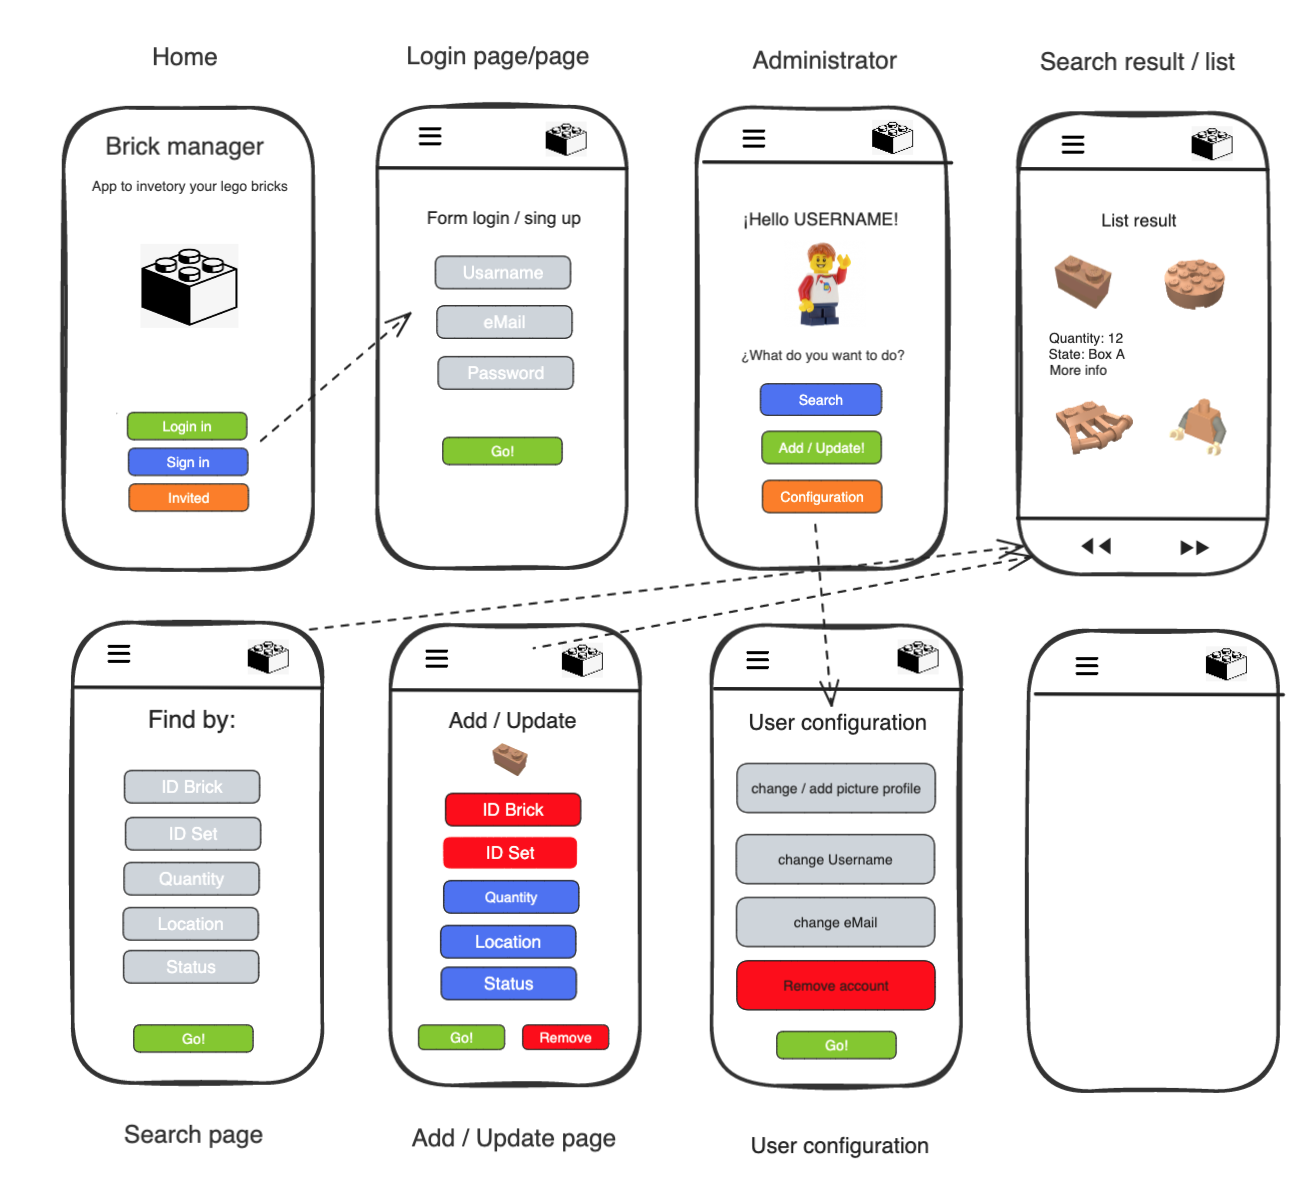 Home
Login page/page
Administrator
Search result / list
Brick manager
App to invetory your lego bricks
Login in
Sign in
Invited
Form login / sing up
Usarname
eMail
Password
Go!
¡Hello USERNAME!
¿What do you want to do?
Search
Add / Update!
Configuration
List result
Quantity: 12
State: Box A
More info
Find by:
ID Brick
ID Set
Quantity
Location
Status
Go!
Search page
Add / Update
ID Brick
ID Set
Quantity
Location
Status
Go!
Remove
Add / Update page
User configuration
change / add picture profile
change Username
change eMail
Remove account
Go!
User configuration